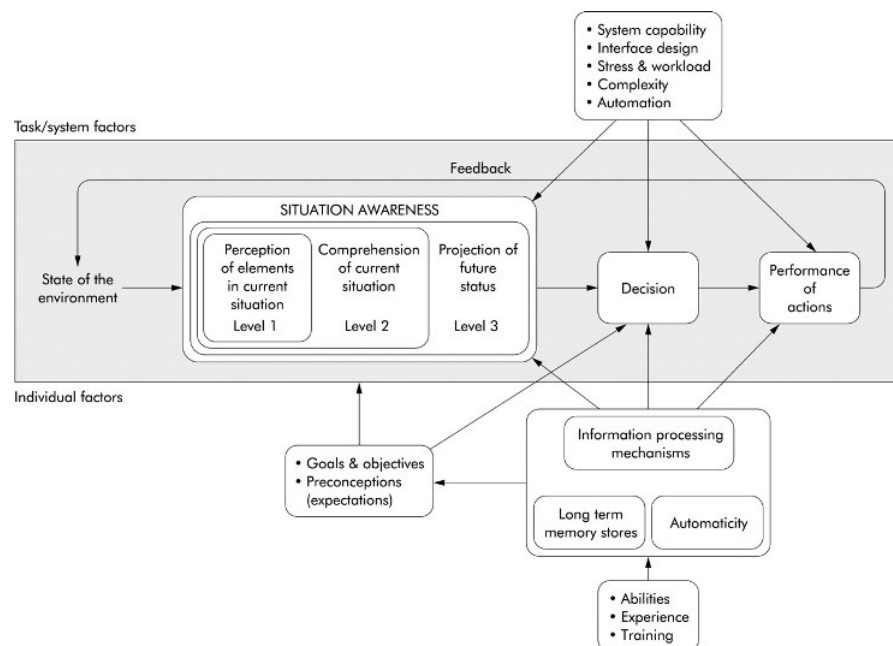 • System capability
• Interface design
• Stress & workload
• Complexity
• Automation
Task/system factors
Feedback
SITUATION AWARENESS
Perception
of elements
in current
situation
Level 1
Comprehension
of current
situation
Level 2
Projection of
future
status
Level 3
State of the
environment
Decision
Performance
of
actions
Individual factors
• Goals & objectives
• Preconceptions
(expectations)
Information processing
mechanisms
Long term
memory stores
Automaticity
• Abilities
• Experience
• Training